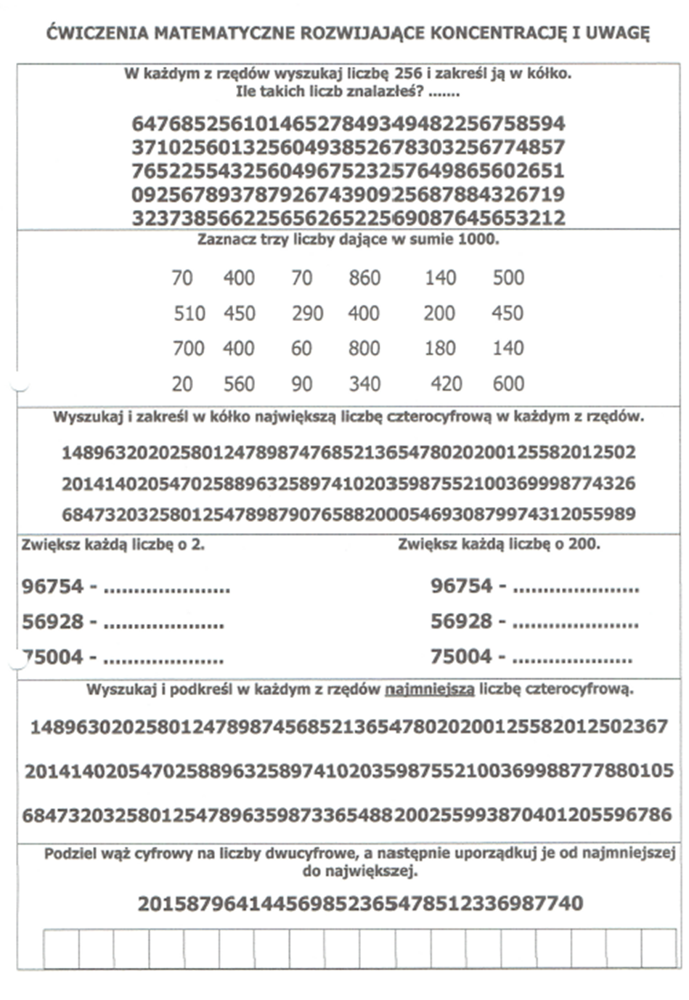 ĆWICZENIA MATEMATYCZNE ROZWIJAJĄCE KONCENTRACJĘ I UWAGĘ
W każdym z rzędów wyszukaj liczbę 256 i zakreśl ją w kółko.
Ile takich liczb znalazłeś? .......
64768525610146527849349482256758594
3710256013256049385267830325677485 7
76522554325604967523257649865602651
09256789378792674390925687884326719
3237385662256562652256908764565321 2
Zaznacz trzy liczby dające w sumie 1000.
70 400 70 860 140 500
510 450 290 400 200 450
700 400 60 800 180 140
20 560 90 340 420 600
Wyszukaj i zakreśl w kółko największą liczbę czterocyfrową w każdym z rzędów.
14896320202580124789874768521365478020200125582012502
20141402054702588963258974102035987552100369998774326
68473203258012547898790765882000546930879974312055989
Zwiększ każdą liczbę o 2. Zwiększ każdą liczbę o 200.
96754 - ..................... 96754 - .....................
56928 - .................... 56928 - .....................
75004 - .................... 75004 - ....................
Wyszukaj i podkreśl w każdym z rzędów najmniejszą liczbę czterocyfrową.
1489630202580124789874568521365478020200125582012502367
20141402054702588963258974102035987552100369988777880105
68473203258012547896359873365488200255993870401205596786
Podziel wąż cyfrowy na liczby dwucyfrowe, a następnie uporządkuj je od najmniejszej
do największej.
201587964144569852365478512336987740